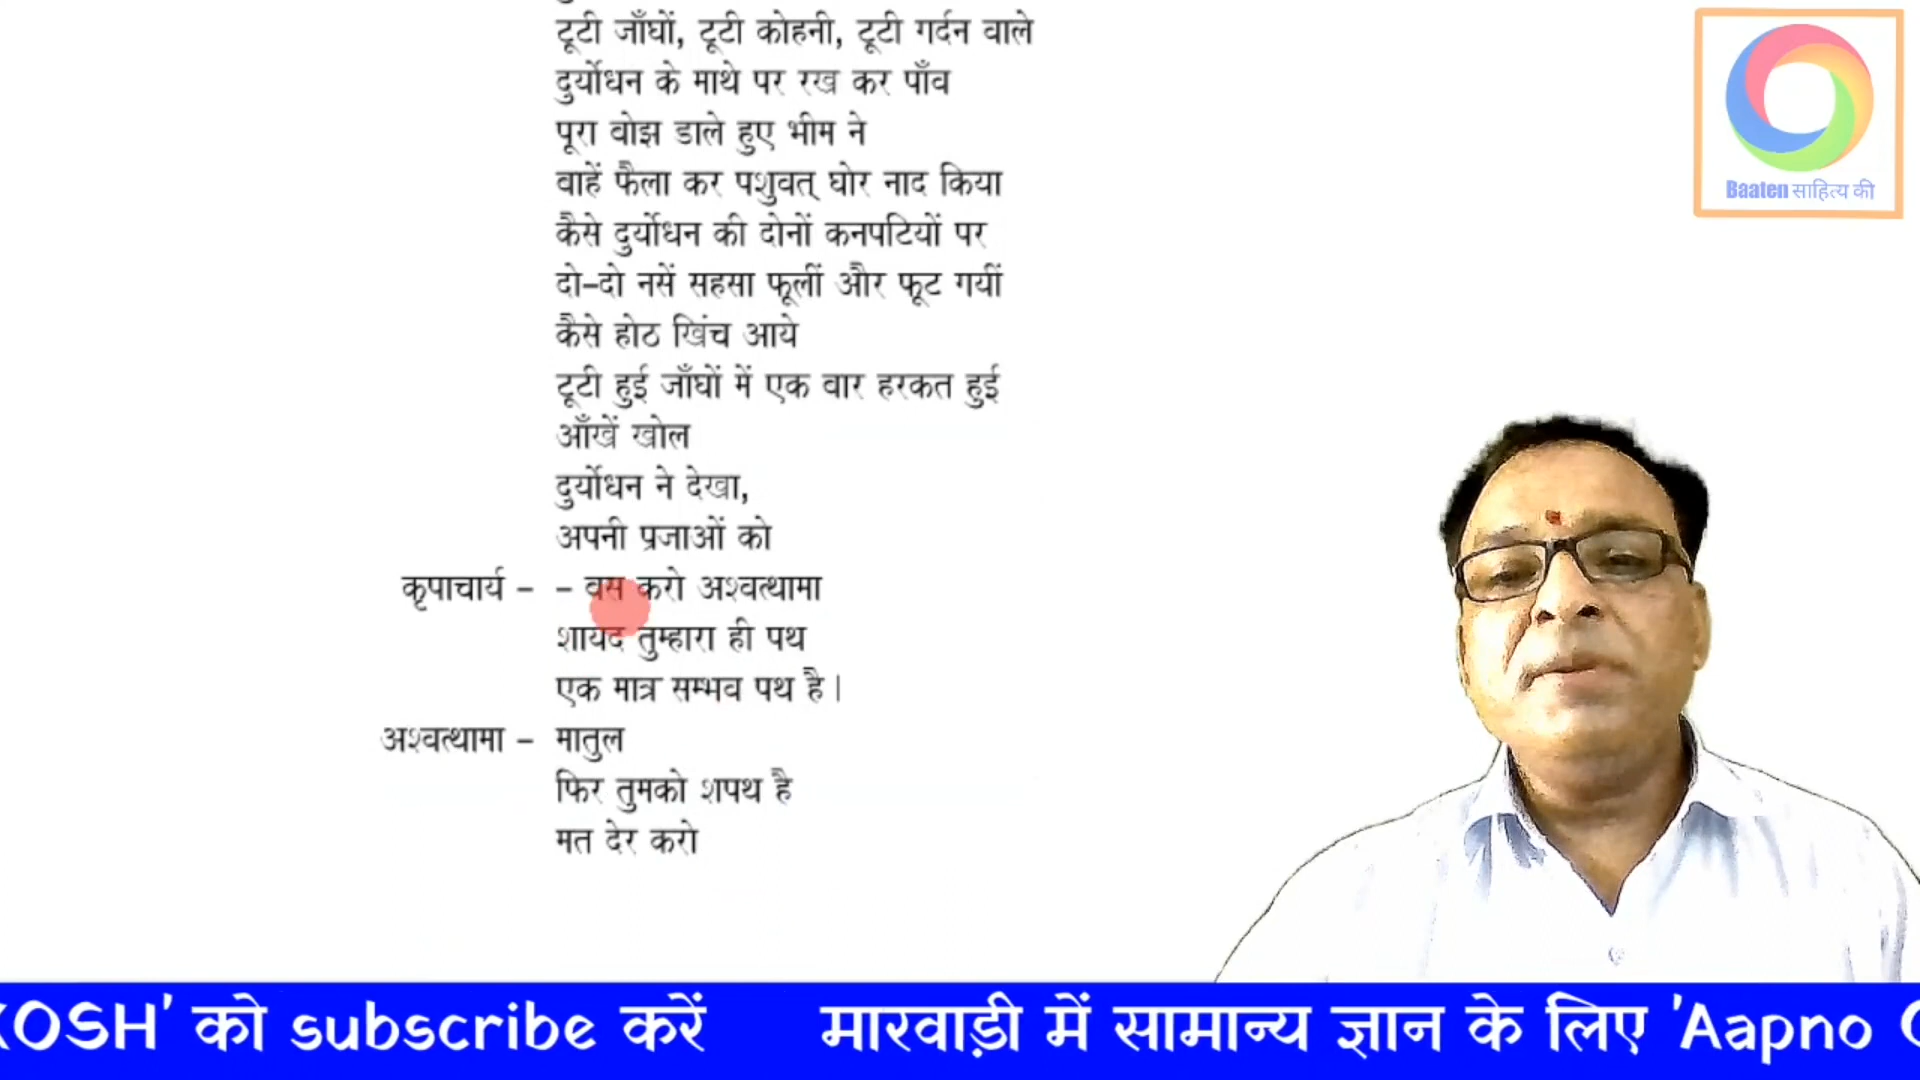 टूटी जाँघों, टूटी कोहनी, टूटी गर्दन वाले
दुर्योधन के माथे पर रख कर पाँव
पूरा वोझ डाले हुए भीम ने
वाहें फैला कर पशुवत् घोर नाद किया
कैसे दुर्योधन की दोनों कनपटियों पर
दो-दो नसें सहसा फूलीं और फूट गयीं
कैसे होठ खिंच आये
टूटी हुई जाँघों में एक वार हरकत हुई
आँखें खोल
दुर्योधन ने देखा,
अपनी प्रजाओं को
कृपाचार्य – – वस करो अश्वत्थामा
शायद तुम्हारा ही पथ
एक मात्र सम्भव पथ है।
अश्वत्थामा – मातुल
फिर तुमको शपथ है
मत देर करो
Baaten साहित्य की
KOSH' को subscribe करें मारवाड़ी में सामान्य ज्ञान के लिए 'Aapno